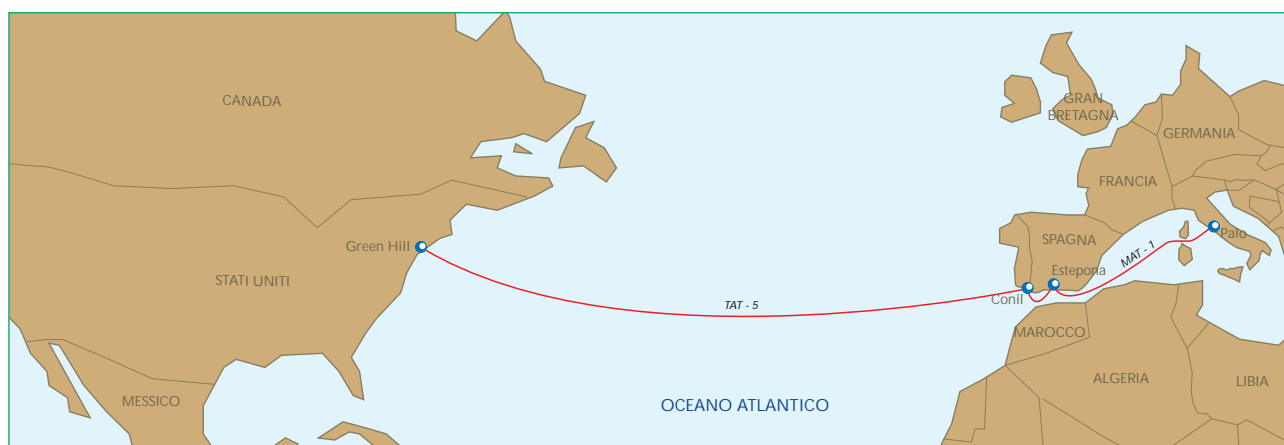 CANADA
GRAN
BRETAGNA
GERMANIA
FRANCIA
Green Hill
SPAGNA
Palo
MAT - 1
Estepona
STATI UNITI
Conil
TAT - 5
MAROCCO
ALGERIA
LIBIA
MESSICO
OCEANO ATLANTICO